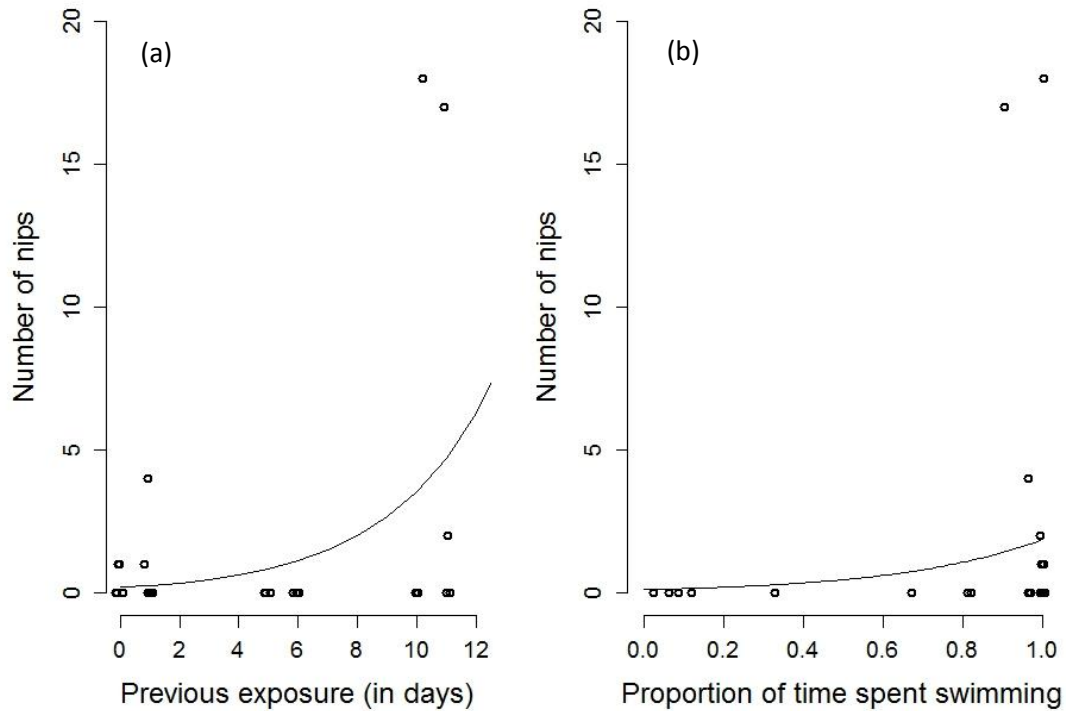 (a)
20
15
10
5
0
Number of nips
0 2 4 6 8 10 12
Previous exposure (in days)
(b)
20
15
10
5
0
Number of nips
0.0 0.2 0.4 0.6 0.8 1.0
Proportion of time spent swimming